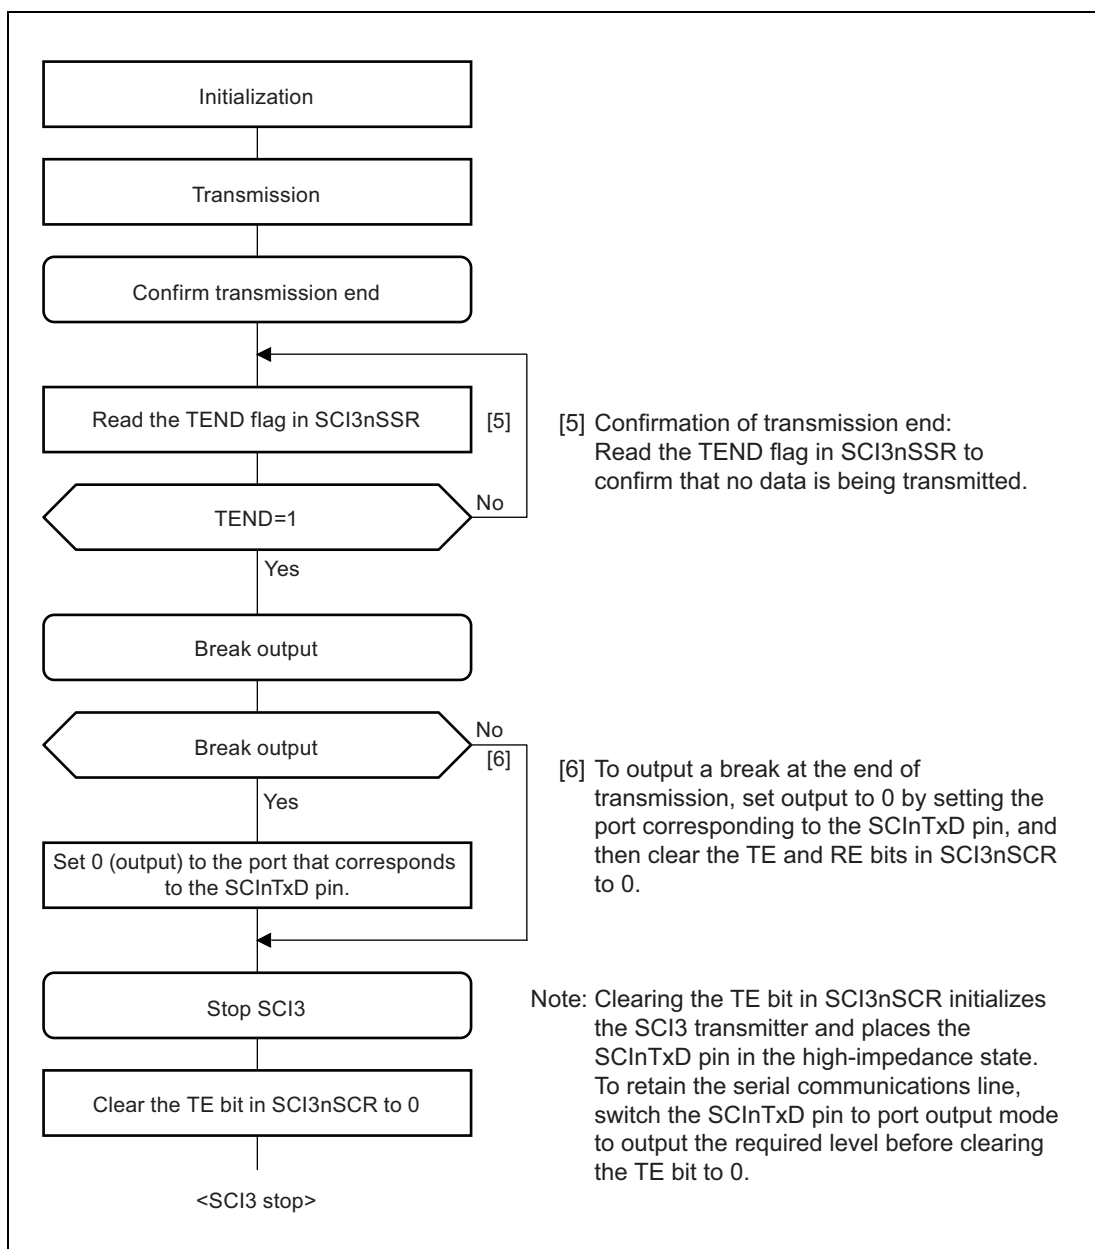 Initialization
Transmission
Confirm transmission end
Read the TEND flag in SCI3nSSR
[5]
[5] Confirmation of transmission end:
Read the TEND flag in SCI3nSSR to
confirm that no data is being transmitted.
TEND=1
No
Yes
Break output
Break output
No
[6]
Yes
[6] To output a break at the end of
transmission, set output to 0 by setting the
port corresponding to the SCInTxD pin, and
then clear the TE and RE bits in SCI3nSCR
to 0.
Set 0 (output) to the port that corresponds
to the SCInTxD pin.
Stop SCI3
Note: Clearing the TE bit in SCI3nSCR initializes
the SCI3 transmitter and places the
SCInTxD pin in the high-impedance state.
To retain the serial communications line,
switch the SCInTxD pin to port output mode
to output the required level before clearing
the TE bit to 0.
Clear the TE bit in SCI3nSCR to 0
<SCI3 stop>